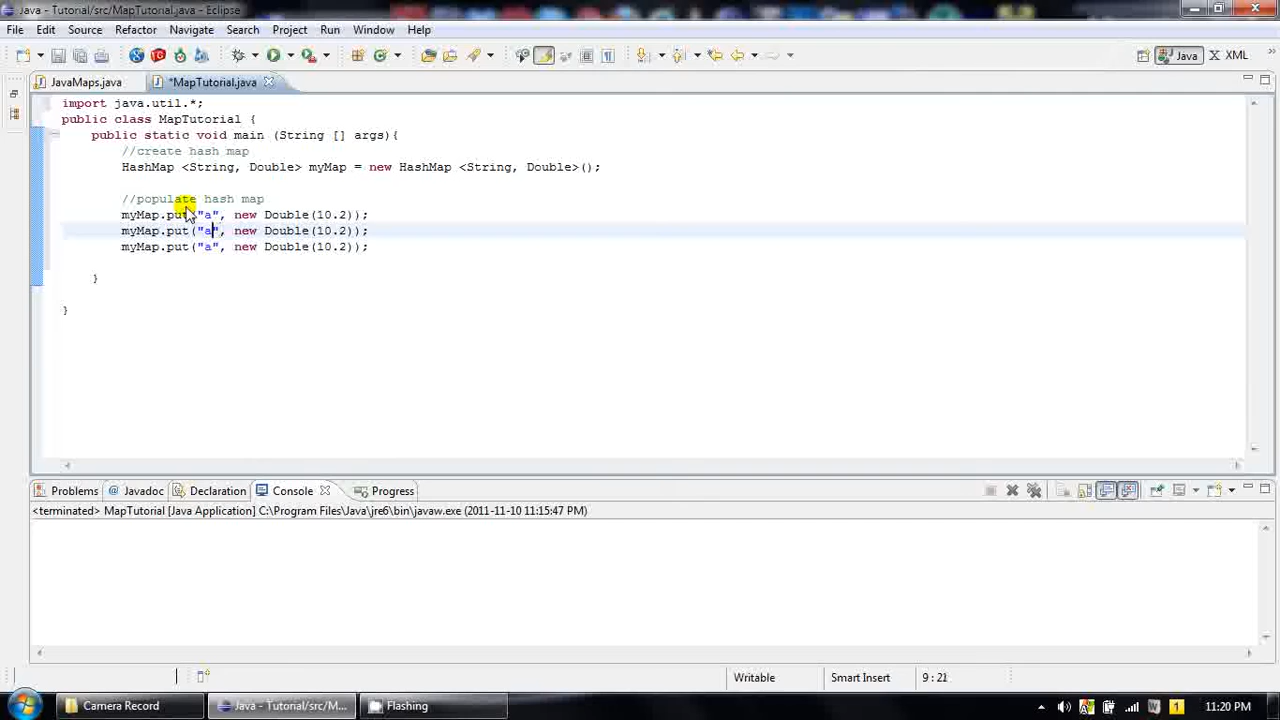 Java - Tutorial/src/MapTutorial.java - Eclipse
File Edit Source Refactor Navigate Search Project Run Window Help
Java XML
JavaMaps.java *MapTutorial.java
import java.util.*;
public class MapTutorial {
public static void main (String [] args){
//create hash map
HashMap <String, Double> myMap = new HashMap <String, Double>();
//populate hash map
myMap.put("a", new Double(10.2));
myMap.put("a", new Double(10.2));
myMap.put("a", new Double(10.2));
}
}
Problems Javadoc Declaration Console Progress
<terminated> MapTutorial [Java Application] C:\Program Files\Java\jre6\bin\javaw.exe (2011-11-10 11:15:47 PM)
Writable Smart Insert 9 : 21
Camera Record Java - Tutorial/src/M... Flashing 1 11:20 PM